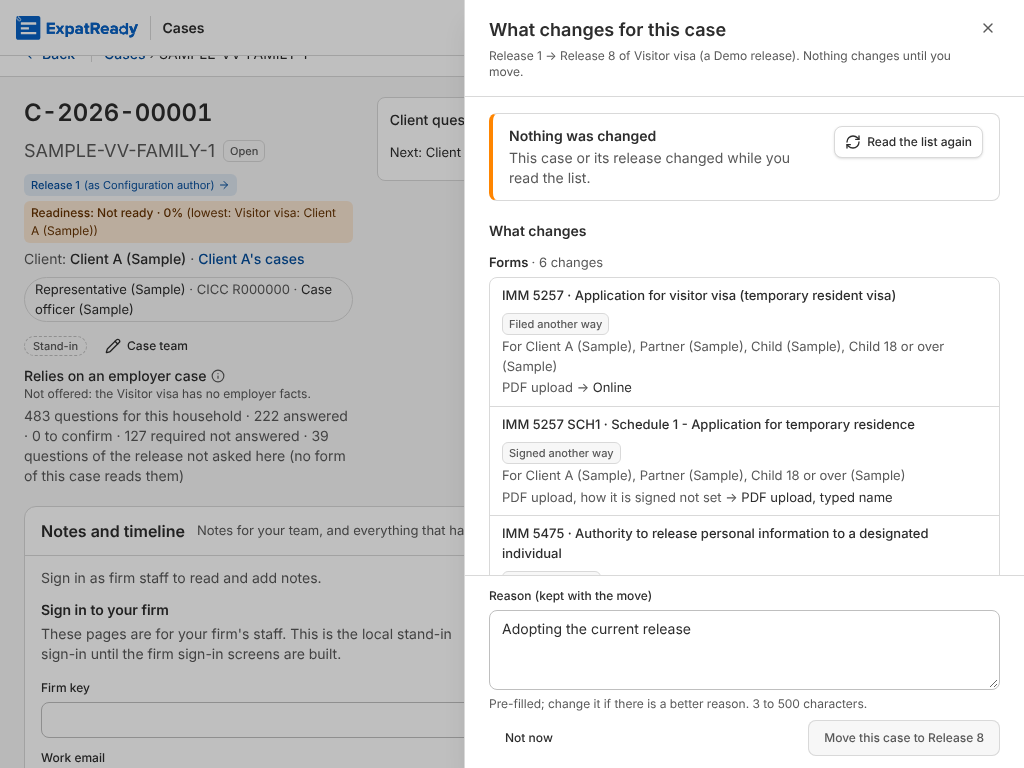 ExpatReady
Cases
Back
Cases › SAMPLE-VV-FAMILY-1
C-2026-00001
SAMPLE-VV-FAMILY-1 Open
Release 1 (as Configuration author) →
Readiness: Not ready · 0% (lowest: Visitor visa: Client
A (Sample))
Client: Client A (Sample) · Client A's cases
Representative (Sample) · CICC R000000 · Case
officer (Sample)
Stand-in
Case team
Relies on an employer case
Not offered: the Visitor visa has no employer facts.
483 questions for this household · 222 answered
· 0 to confirm · 127 required not answered · 39
questions of the release not asked here (no form
of this case reads them)
Client ques
Next: Client
Notes and timeline Notes for your team, and everything that ha
Sign in as firm staff to read and add notes.
Sign in to your firm
These pages are for your firm's staff. This is the local stand-in
sign-in until the firm sign-in screens are built.
Firm key
Work email
What changes for this case
Release 1 → Release 8 of Visitor visa (a Demo release). Nothing changes until you
move.
Nothing was changed
This case or its release changed while you
read the list.
Read the list again
What changes
Forms · 6 changes
IMM 5257 · Application for visitor visa (temporary resident visa)
Filed another way
For Client A (Sample), Partner (Sample), Child (Sample), Child 18 or over
(Sample)
PDF upload → Online
IMM 5257 SCH1 · Schedule 1 - Application for temporary residence
Signed another way
For Client A (Sample), Partner (Sample), Child 18 or over (Sample)
PDF upload, how it is signed not set → PDF upload, typed name
IMM 5475 · Authority to release personal information to a designated
individual
Reason (kept with the move)
Adopting the current release
Pre-filled; change it if there is a better reason. 3 to 500 characters.
Not now
Move this case to Release 8